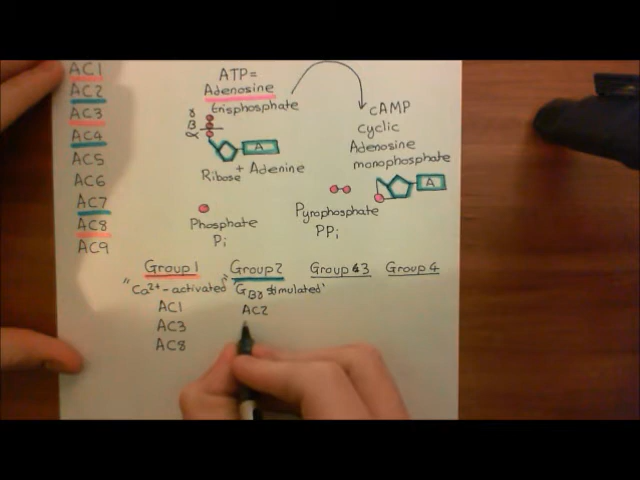 AC1
AC2
AC3
AC4
AC5
AC6
AC7
AC8
AC9
ATP =
Adenosine
trisphosphate
γ
β
α
A
Ribose + Adenine
cAMP
cyclic
Adenosine
monophosphate
A
Phosphate
Pi
Pyrophosphate
PPi
Group 1
"Ca2+-activated"
AC1
AC3
AC8
Group 2
"Gβγ stimulated"
AC2
Group 3
Group 4